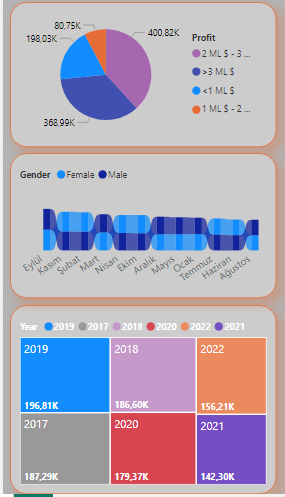 80,75K
400,82K
198,03K
368,99K
Profit
2 ML $ - 3 ...
>3 ML $
<1 ML $
1 ML $ - 2 ...
Gender Female Male
Eylül Kasım Şubat Mart Nisan Ekim Aralık Mayıs Ocak Temmuz Haziran Ağustos
Year 2019 2017 2018 2020 2022 2021
2019 2018 2022
196,81K 186,60K 156,21K
2017 2020 2021
187,29K 179,37K 142,30K